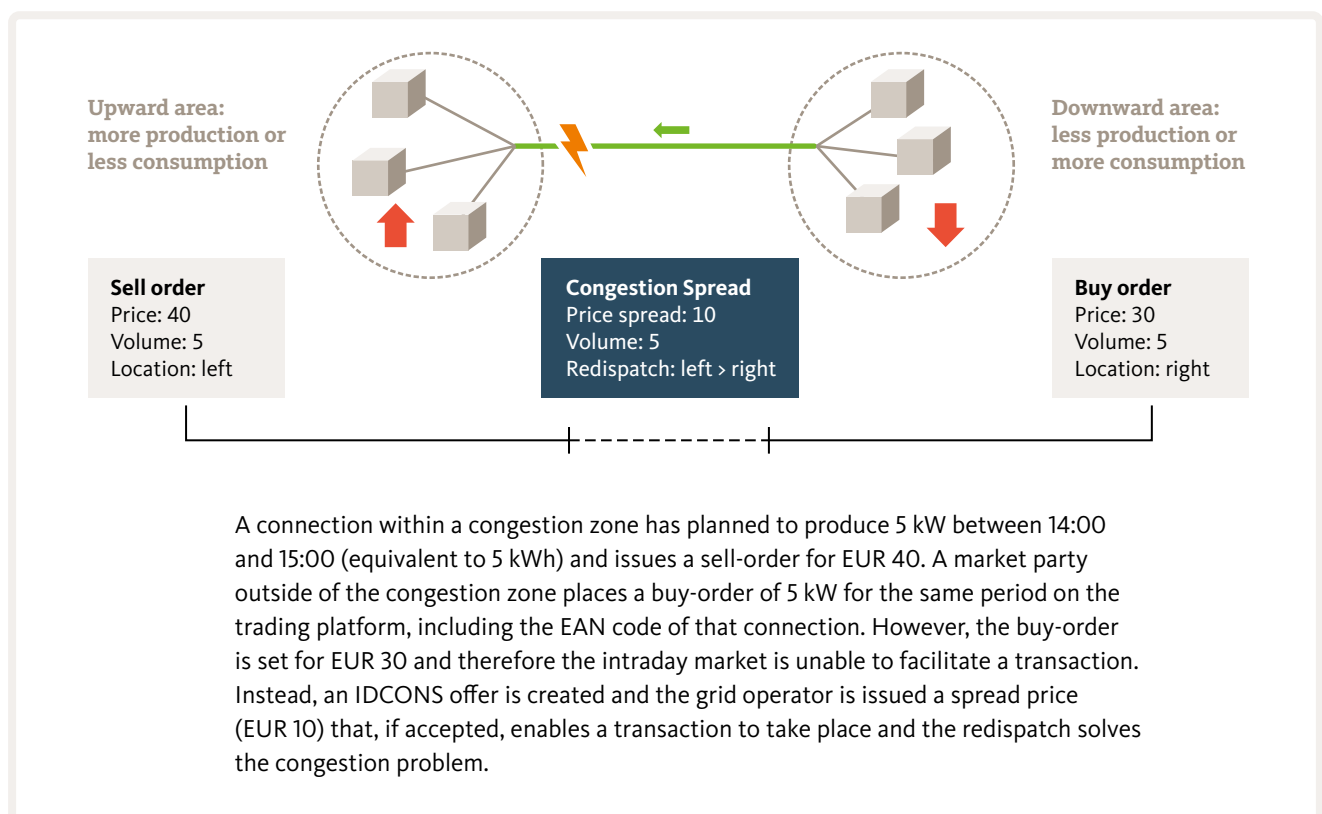 Upward area:
more production or
less consumption
Downward area:
less production or
more consumption
Sell order
Price: 40
Volume: 5
Location: left
Congestion Spread
Price spread: 10
Volume: 5
Redispatch: left > right
Buy order
Price: 30
Volume: 5
Location: right
A connection within a congestion zone has planned to produce 5 kW between 14:00
and 15:00 (equivalent to 5 kWh) and issues a sell-order for EUR 40. A market party
outside of the congestion zone places a buy-order of 5 kW for the same period on the
trading platform, including the EAN code of that connection. However, the buy-order
is set for EUR 30 and therefore the intraday market is unable to facilitate a transaction.
Instead, an IDCONS offer is created and the grid operator is issued a spread price
(EUR 10) that, if accepted, enables a transaction to take place and the redispatch solves
the congestion problem.